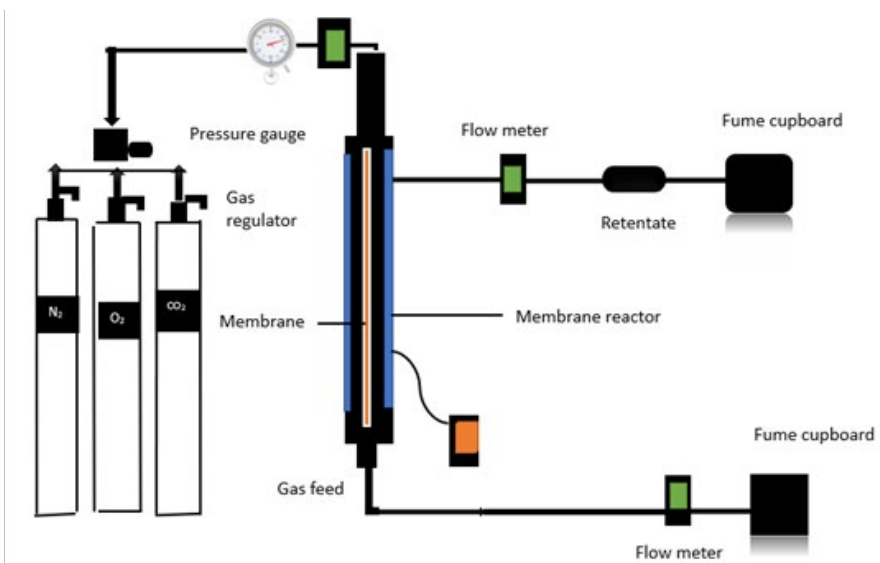 Pressure gauge
Flow meter
Fume cupboard
Gas
regulator
Retentate
N₂
O₂
CO₂
Membrane
Membrane reactor
Fume cupboard
Gas feed
Flow meter